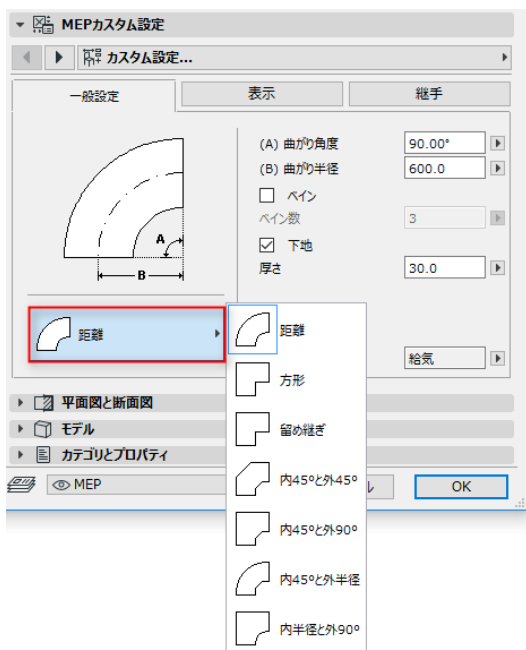 MEPカスタム設定
カスタム設定...
一般設定
表示
継手
(A) 曲がり角度
90.00°
(B) 曲がり半径
600.0
ベイン
ベイン数
3
下地
厚さ
30.0
A
B
距離
給気
距離
方形
留め継ぎ
内45°と外45°
内45°と外90°
内45°と外半径
内半径と外90°
平面図と断面図
モデル
カテゴリとプロパティ
MEP
ル
OK